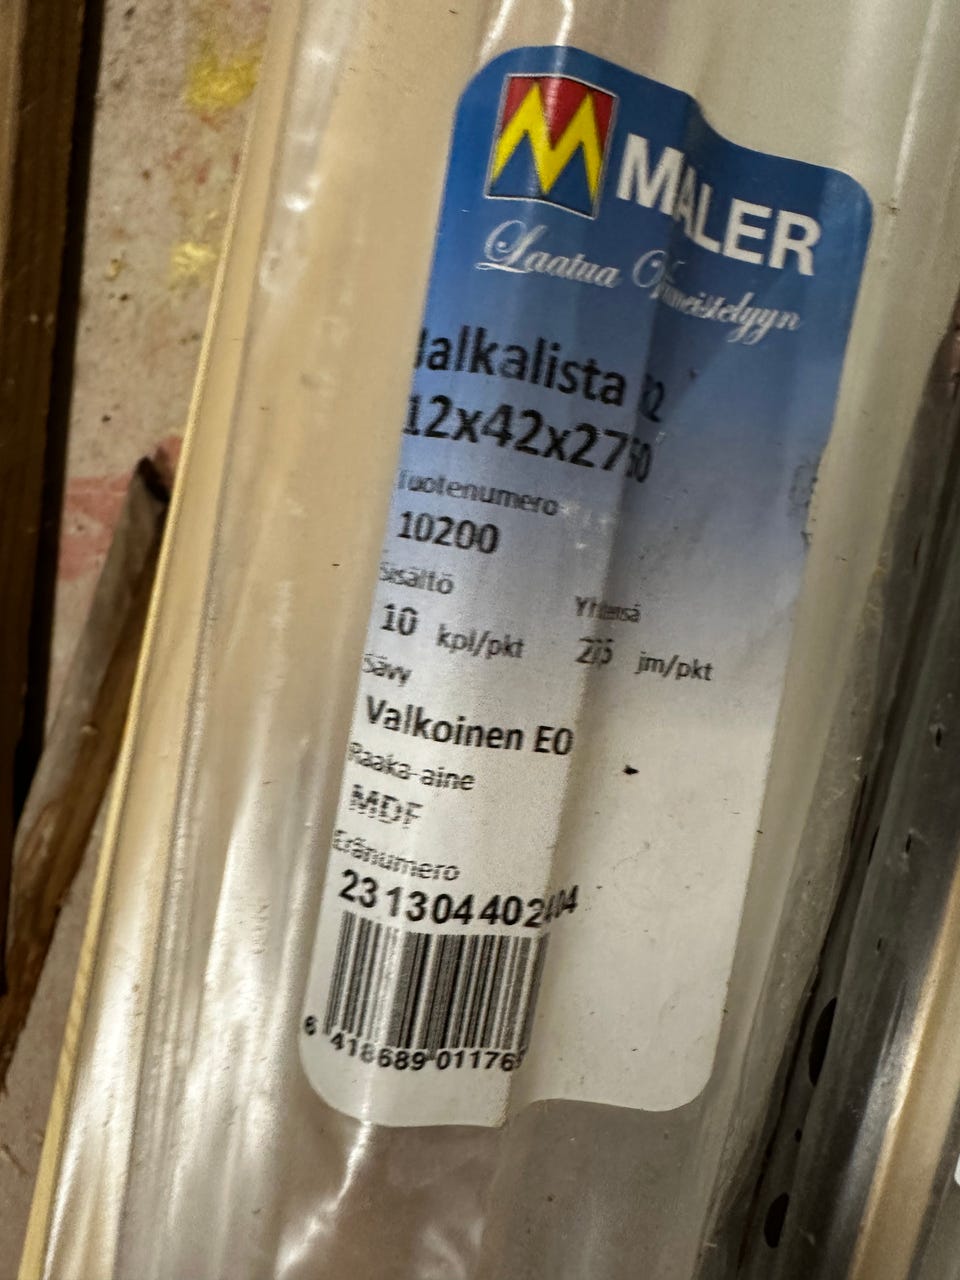 MALER
Laatua Viimeistelyyn
Jalkalista
12x42x2750
Tuotenumero
10200
Sisältö
10 kpl/pkt
Yhteensä
jm/pkt
Sävy
Valkoinen E0
Raaka-aine
MDF
Eränumero
6 418689 01176